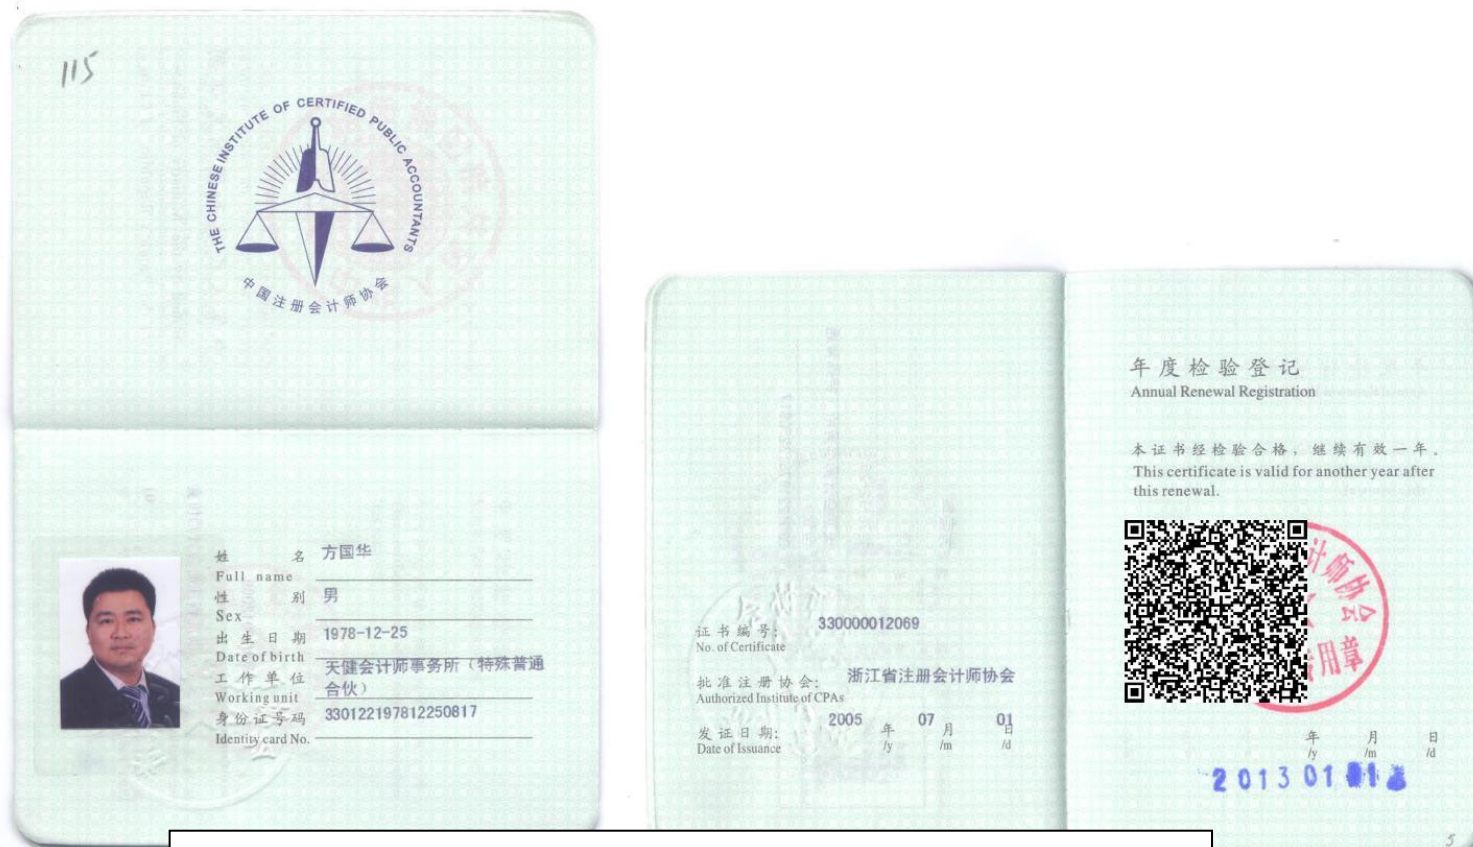 115
THE CHINESE INSTITUTE OF CERTIFIED PUBLIC ACCOUNTANTS
中国注册会计师协会
姓 名 方国华
Full name
性 别 男
Sex
出生日期 1978-12-25
Date of birth
工作单位 天健会计师事务所（特殊普通
合伙）
Working unit
身份证号码 330122197812250817
Identity card No.
证书编号: 330000012069
No. of Certificate
批准注册协会: 浙江省注册会计师协会
Authorized Institute of CPAs
发证日期: 2005 年 07 月 01 日
Date of Issuance /y /m /d
年度检验登记
Annual Renewal Registration
本证书经检验合格，继续有效一年。
This certificate is valid for another year after
this renewal.
计师协会
用章
年 月 日
/y /m /d
2013 01
5